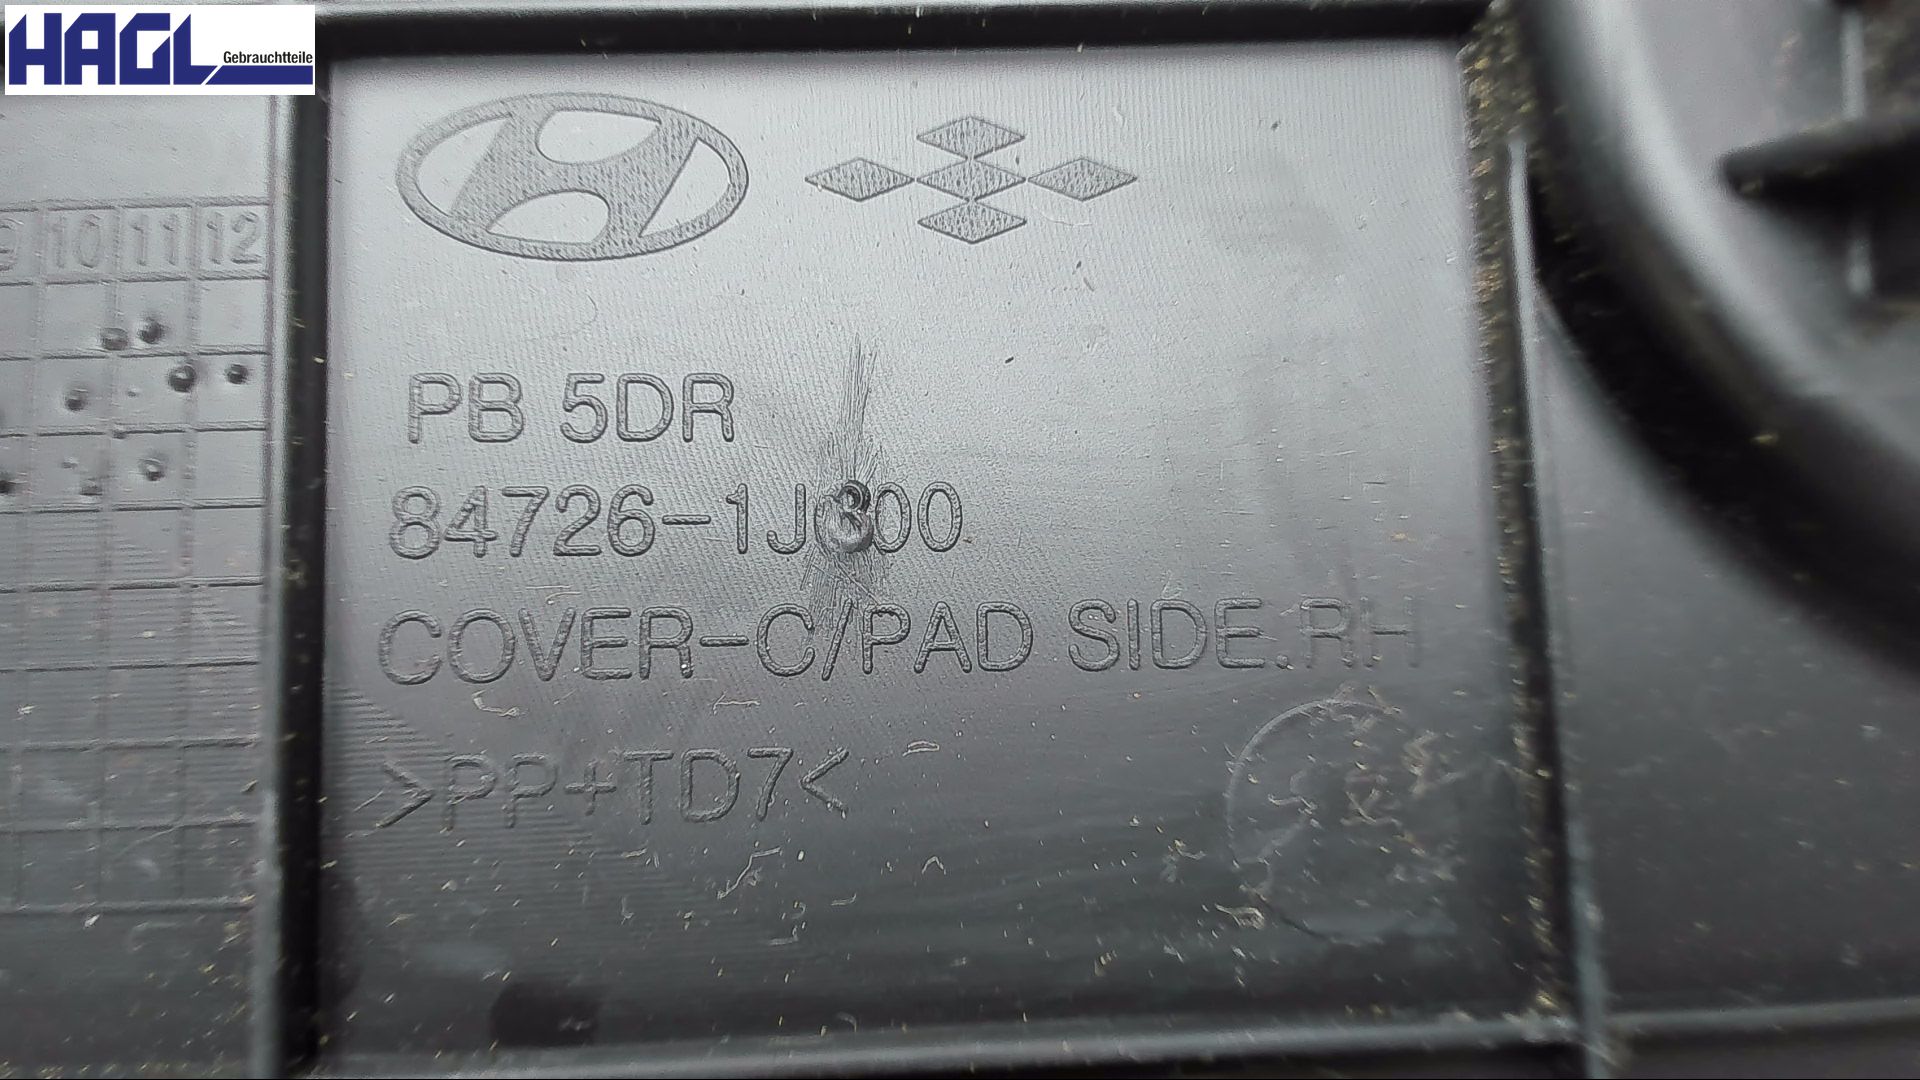 HAGL
Gebrauchtteile
9 10 11 12
PB 5DR
COVER-C/PAD SIDE.RH
>PP+TD7<